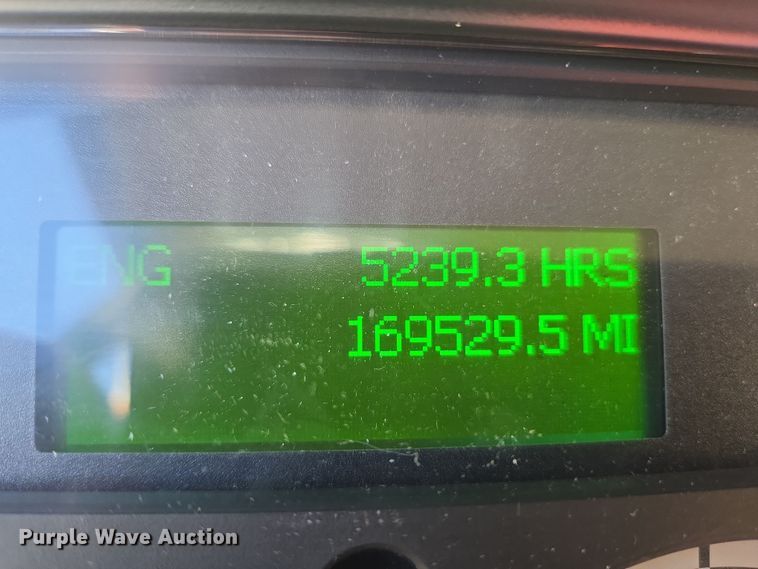 ENG 5239.3 HRS
169529.5 MI
Purple Wave Auction